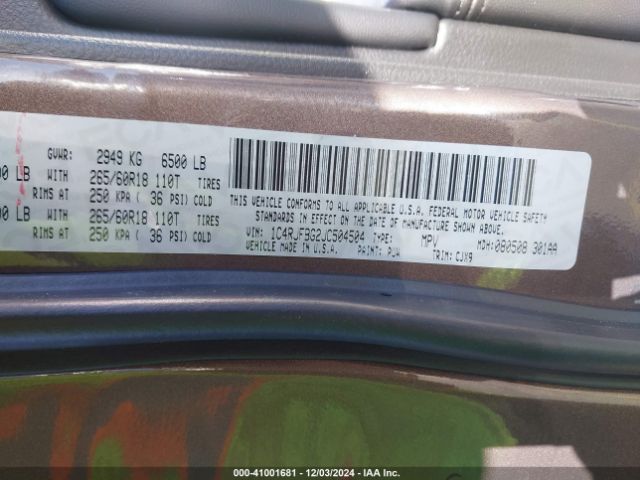 GVWR: 2949 KG 6500 LB
00 LB WITH 265/60R18 110T TIRES
RIMS AT 250 KPA ( 36 PSI) COLD
00 LB WITH 265/60R18 110T TIRES
RIMS AT 250 KPA ( 36 PSI) COLD
THIS VEHICLE CONFORMS TO ALL APPLICABLE U.S.A. FEDERAL MOTOR VEHICLE SAFETY
STANDARDS IN EFFECT ON THE DATE OF MANUFACTURE SHOWN ABOVE.
VIN: 1C4RJFBG2JC504504 TYPE: MPV MDH: 080508 301AA
MADE IN U.S.A. PAINT: PUA TRIM: CJX9
000-41001681 - 12/03/2024 - IAA Inc.